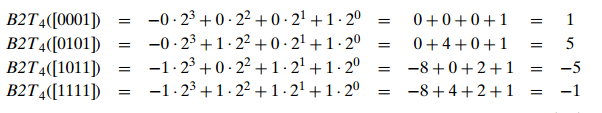 B2T₄([0001]) = −0·2³+0·2²+0·2¹+1·2⁰ = 0+0+0+1 = 1
B2T₄([0101]) = −0·2³+1·2²+0·2¹+1·2⁰ = 0+4+0+1 = 5
B2T₄([1011]) = −1·2³+0·2²+1·2¹+1·2⁰ = −8+0+2+1 = −5
B2T₄([1111]) = −1·2³+1·2²+1·2¹+1·2⁰ = −8+4+2+1 = −1